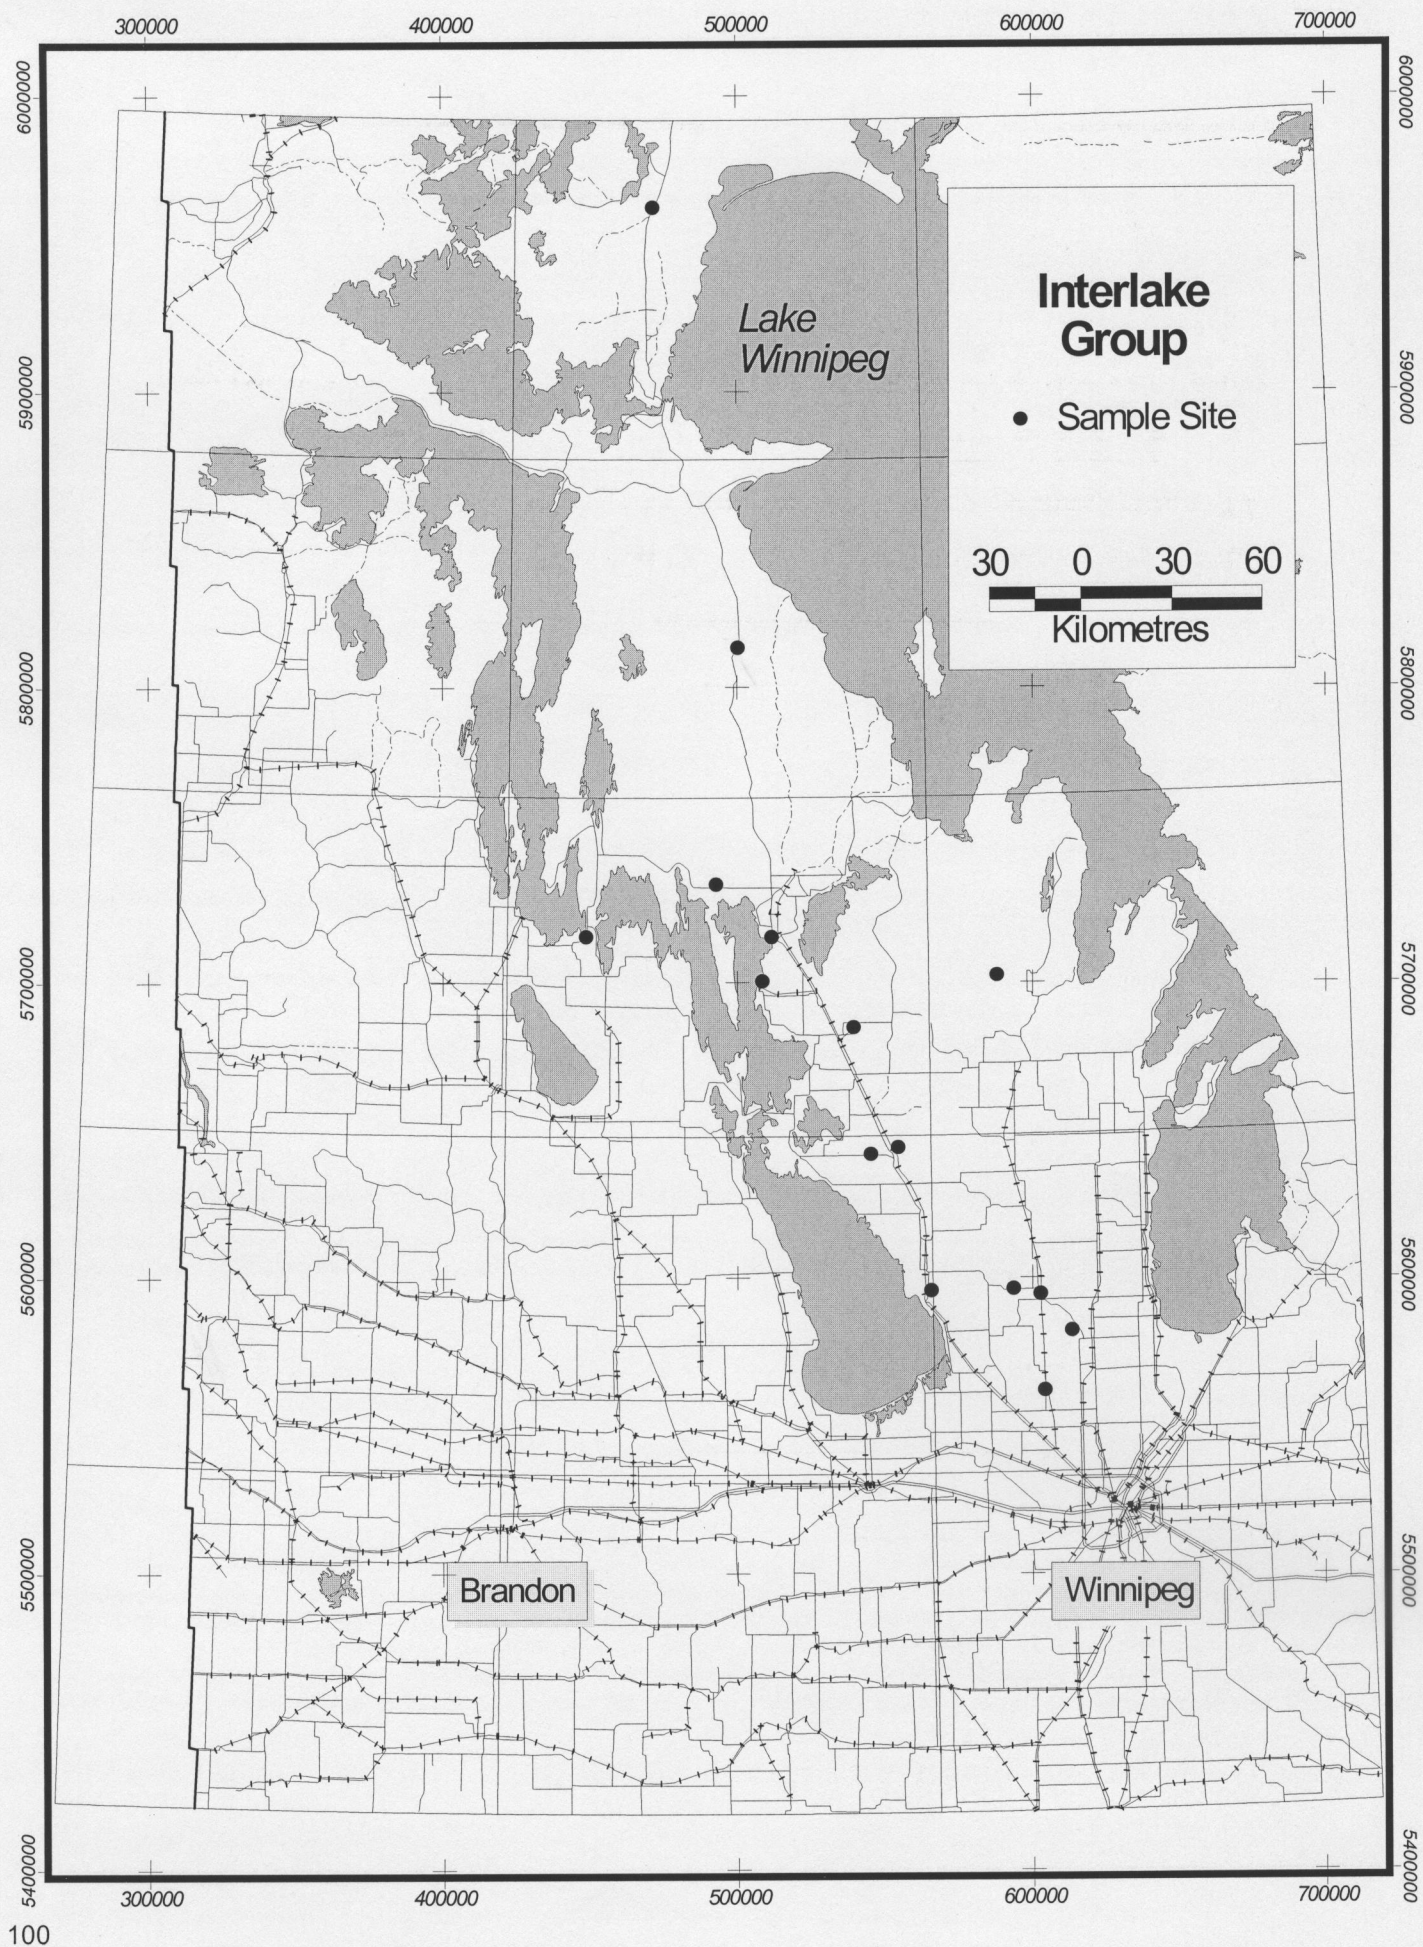 300000 400000 500000 600000 700000
6000000 6000000
Lake
Winnipeg
Interlake
Group
Sample Site
5900000 5900000
30 0 30 60
Kilometres
5800000 5800000
5700000 5700000
5600000 5600000
5500000 5500000
Brandon
Winnipeg
5400000 5400000
300000 400000 500000 600000 700000
100